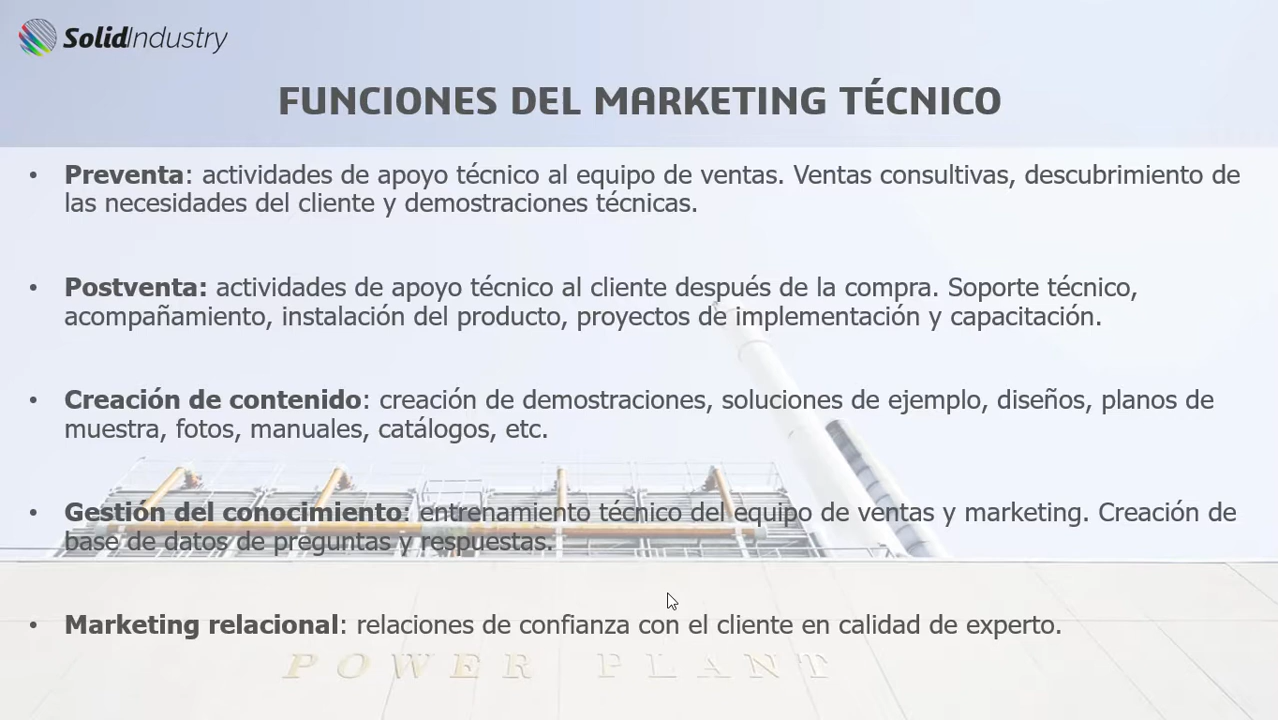 SolidIndustry
FUNCIONES DEL MARKETING TÉCNICO
• Preventa: actividades de apoyo técnico al equipo de ventas. Ventas consultivas, descubrimiento de
las necesidades del cliente y demostraciones técnicas.
• Postventa: actividades de apoyo técnico al cliente después de la compra. Soporte técnico,
acompañamiento, instalación del producto, proyectos de implementación y capacitación.
• Creación de contenido: creación de demostraciones, soluciones de ejemplo, diseños, planos de
muestra, fotos, manuales, catálogos, etc.
• Gestión del conocimiento: entrenamiento técnico del equipo de ventas y marketing. Creación de
base de datos de preguntas y respuestas.
• Marketing relacional: relaciones de confianza con el cliente en calidad de experto.
POWER PLANT